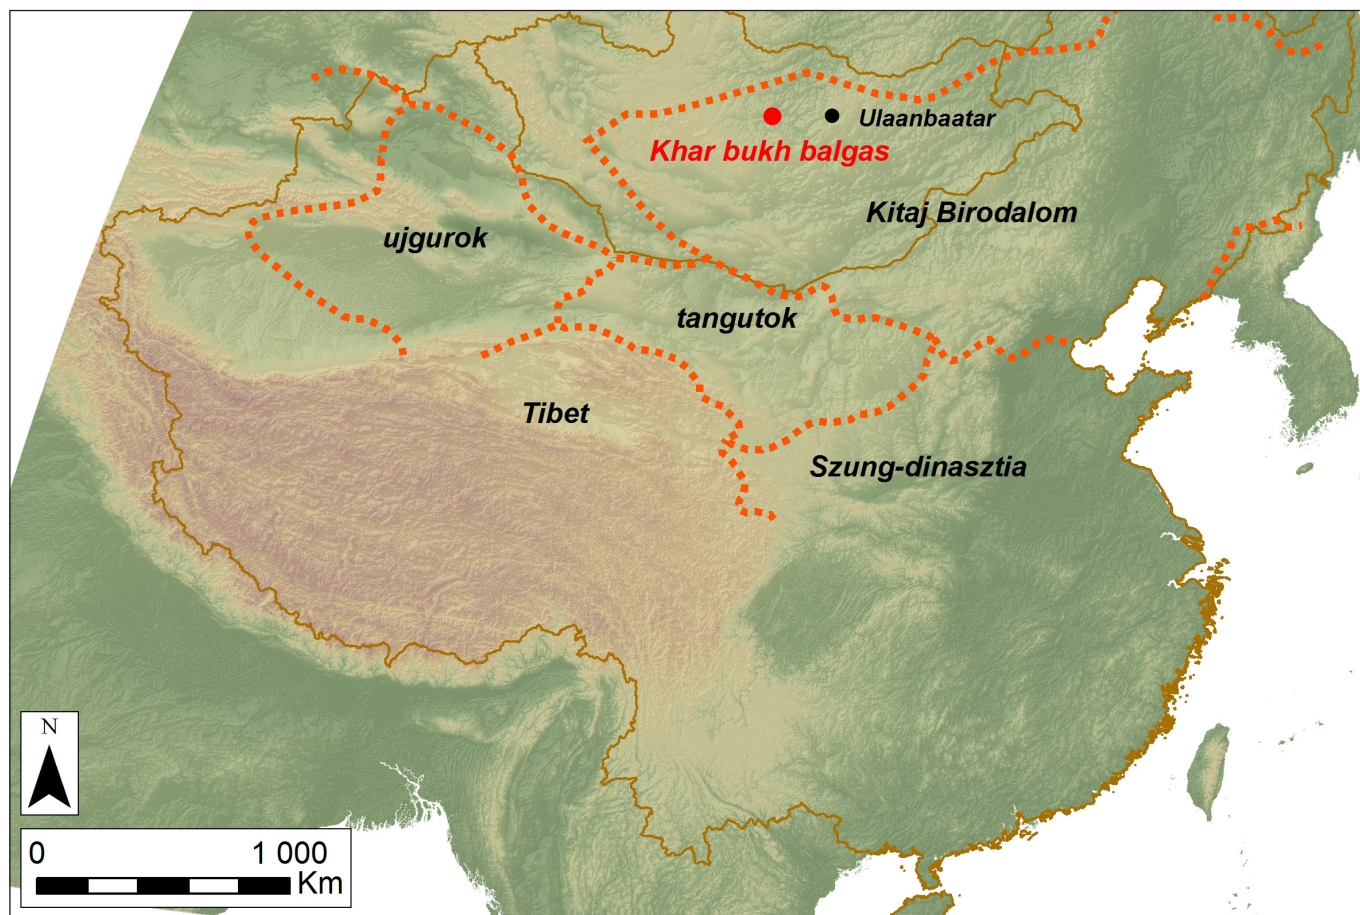 Ulaanbaatar
Khar bukh balgas
Kitaj Birodalom
ujgurok
tangutok
Tibet
Szung-dinasztia
N
0 1 000
Km